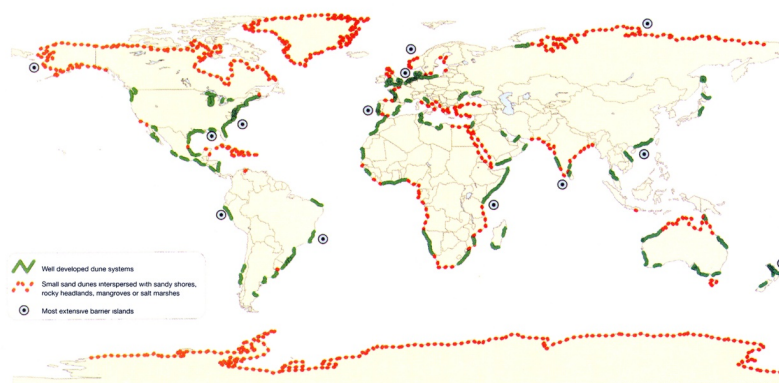 Well developed dune systems
Small sand dunes interspersed with sandy shores,
rocky headlands, mangroves or salt marshes
Most extensive barrier islands